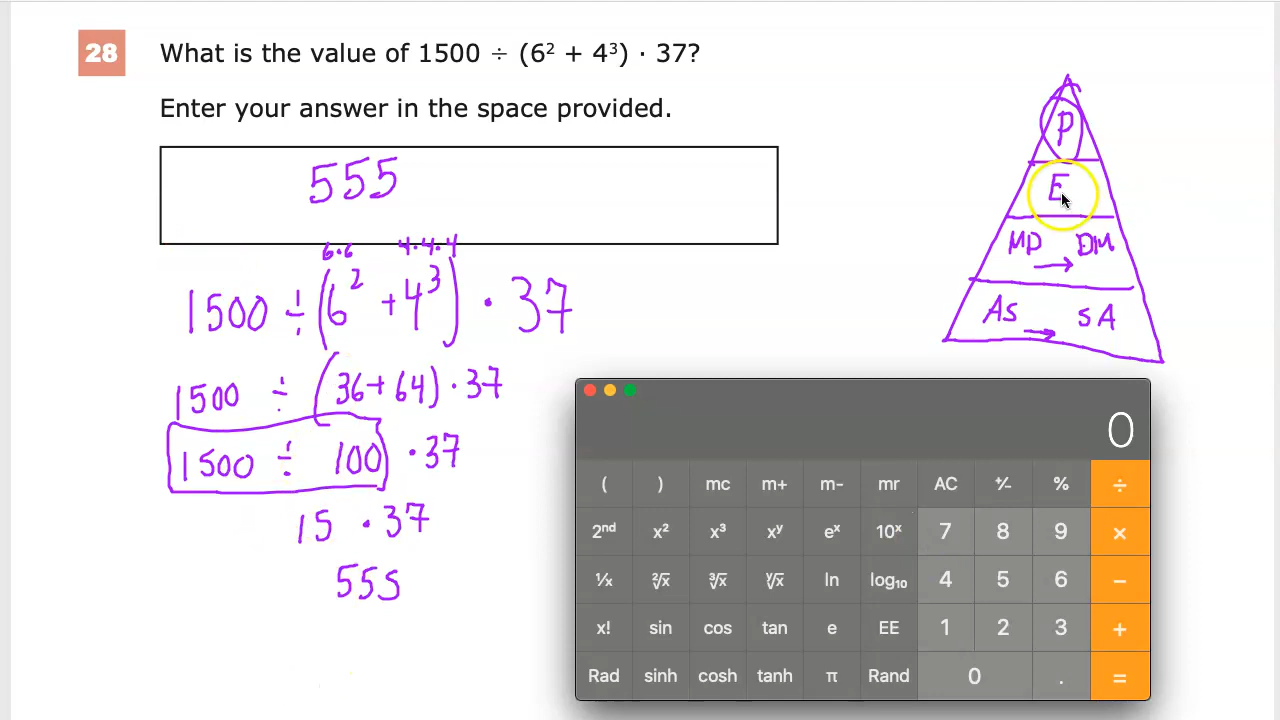 28 What is the value of 1500 ÷ (6² + 4³) · 37?
Enter your answer in the space provided.
555
6·6 4·4·4
1500 ÷ (6² + 4³) · 37
1500 ÷ (36+64) · 37
1500 ÷ 100 · 37
15 · 37
555
P
E
MD → DM
AS → SA
0
( ) mc m+ m- mr AC +/- % ÷
2nd x² x³ xʸ eˣ 10ˣ 7 8 9 ×
1/x ²√x ³√x ʸ√x ln log₁₀ 4 5 6 −
x! sin cos tan e EE 1 2 3 +
Rad sinh cosh tanh π Rand 0 . =